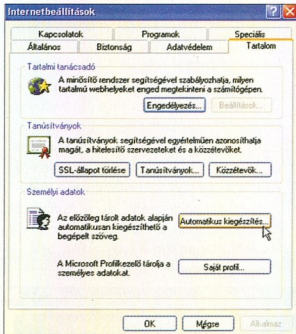 Internetbeállítások
Kapcsolatok Programok Speciális
Általános Biztonság Adatvédelem Tartalom
Tartalmi tanácsadó
A minősítő rendszer segítségével szabályozhatja, milyen
tartalmú webhelyeket enged megtekinteni a számítógépen.
Engedélyezés... Beállítások...
Tanúsítványok
A tanúsítványok segítségével egyértelműen azonosíthatja
magát, a hitelesítő szervezeteket és a közzétevőket.
SSL-állapot törlése Tanúsítványok... Közzétevők...
Személyi adatok
Az előzőleg tárolt adatok alapján
automatikusan kiegészíthető a
begépelt szöveg.
Automatikus kiegészítés...
A Microsoft Profilkezelő tárolja a
személyes adatokat.
Saját profil...
OK Mégse Alkalmaz